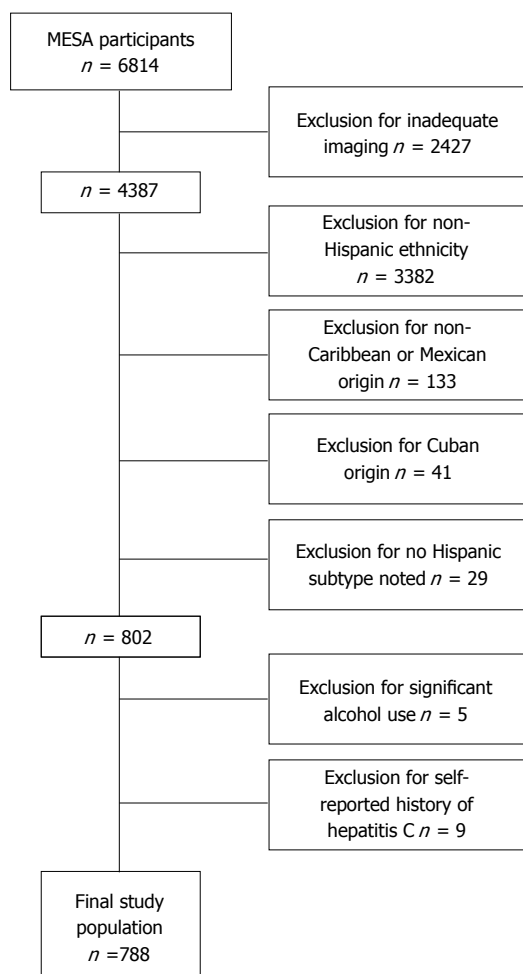 MESA participants
n = 6814
Exclusion for inadequate
imaging n = 2427
n = 4387
Exclusion for non-
Hispanic ethnicity
n = 3382
Exclusion for non-
Caribbean or Mexican
origin n = 133
Exclusion for Cuban
origin n = 41
Exclusion for no Hispanic
subtype noted n = 29
n = 802
Exclusion for significant
alcohol use n = 5
Exclusion for self-
reported history of
hepatitis C n = 9
Final study
population
n =788